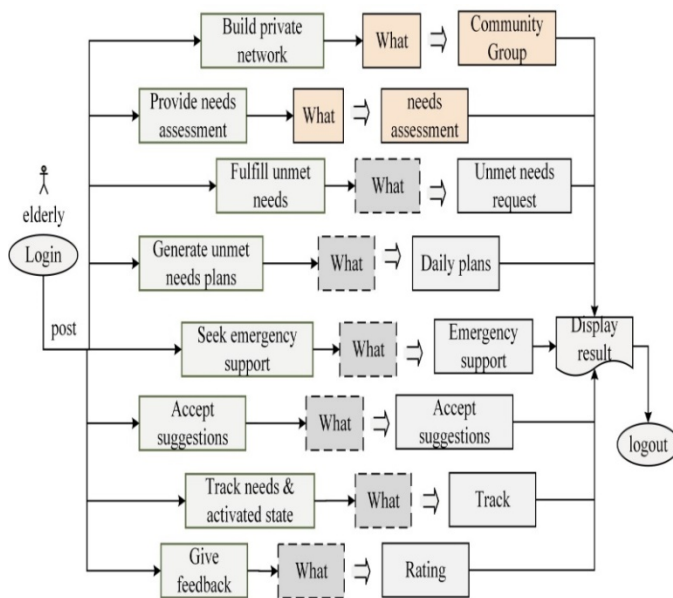 Build private
network
What
Community
Group
Provide needs
assessment
What
needs
assessment
Fulfill unmet
needs
What
Unmet needs
request
elderly
Login
Generate unmet
needs plans
What
Daily plans
post
Seek emergency
support
What
Emergency
support
Display
result
Accept
suggestions
What
Accept
suggestions
logout
Track needs &
activated state
What
Track
Give
feedback
What
Rating